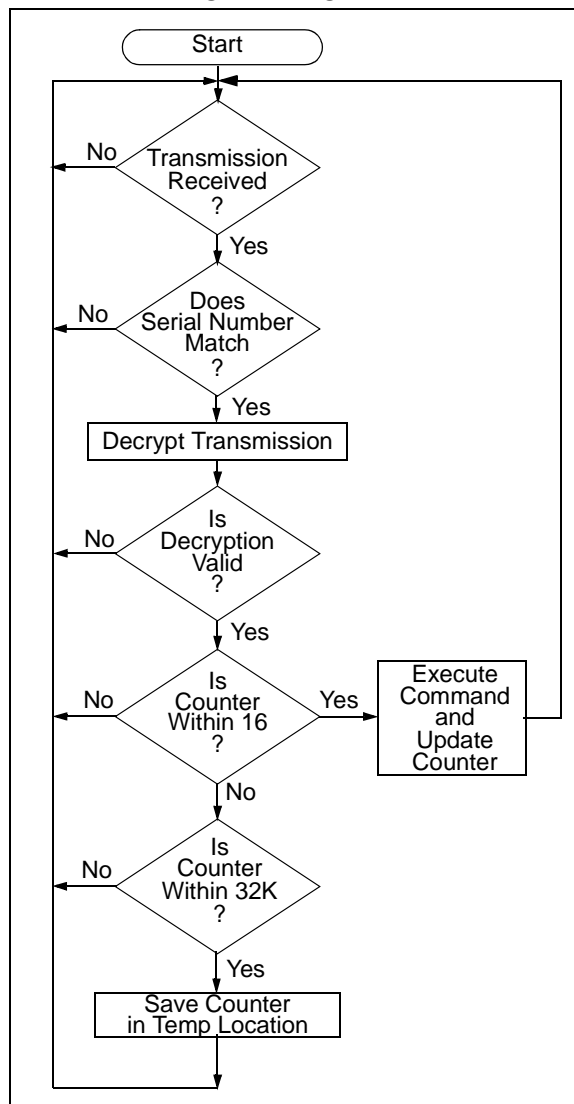 Start
No
Transmission
Received
?
Yes
No
Does
Serial Number
Match
?
Yes
Decrypt Transmission
No
Is
Decryption
Valid
?
Yes
No
Is
Counter
Within 16
?
Yes
Execute
Command
and
Update
Counter
No
No
Is
Counter
Within 32K
?
Yes
Save Counter
in Temp Location